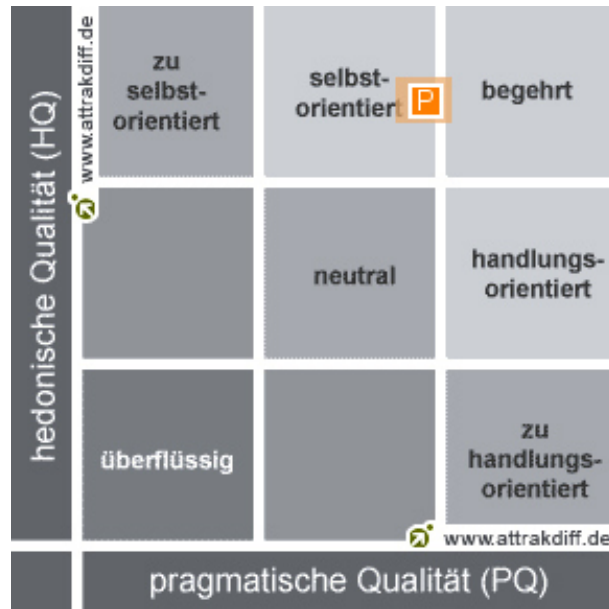 hedonische Qualität (HQ)
www.attrakdiff.de
zu
selbst-
orientiert
selbst-
orientiert
P
begehrt
neutral
handlungs-
orientiert
überflüssig
zu
handlungs-
orientiert
www.attrakdiff.de
pragmatische Qualität (PQ)